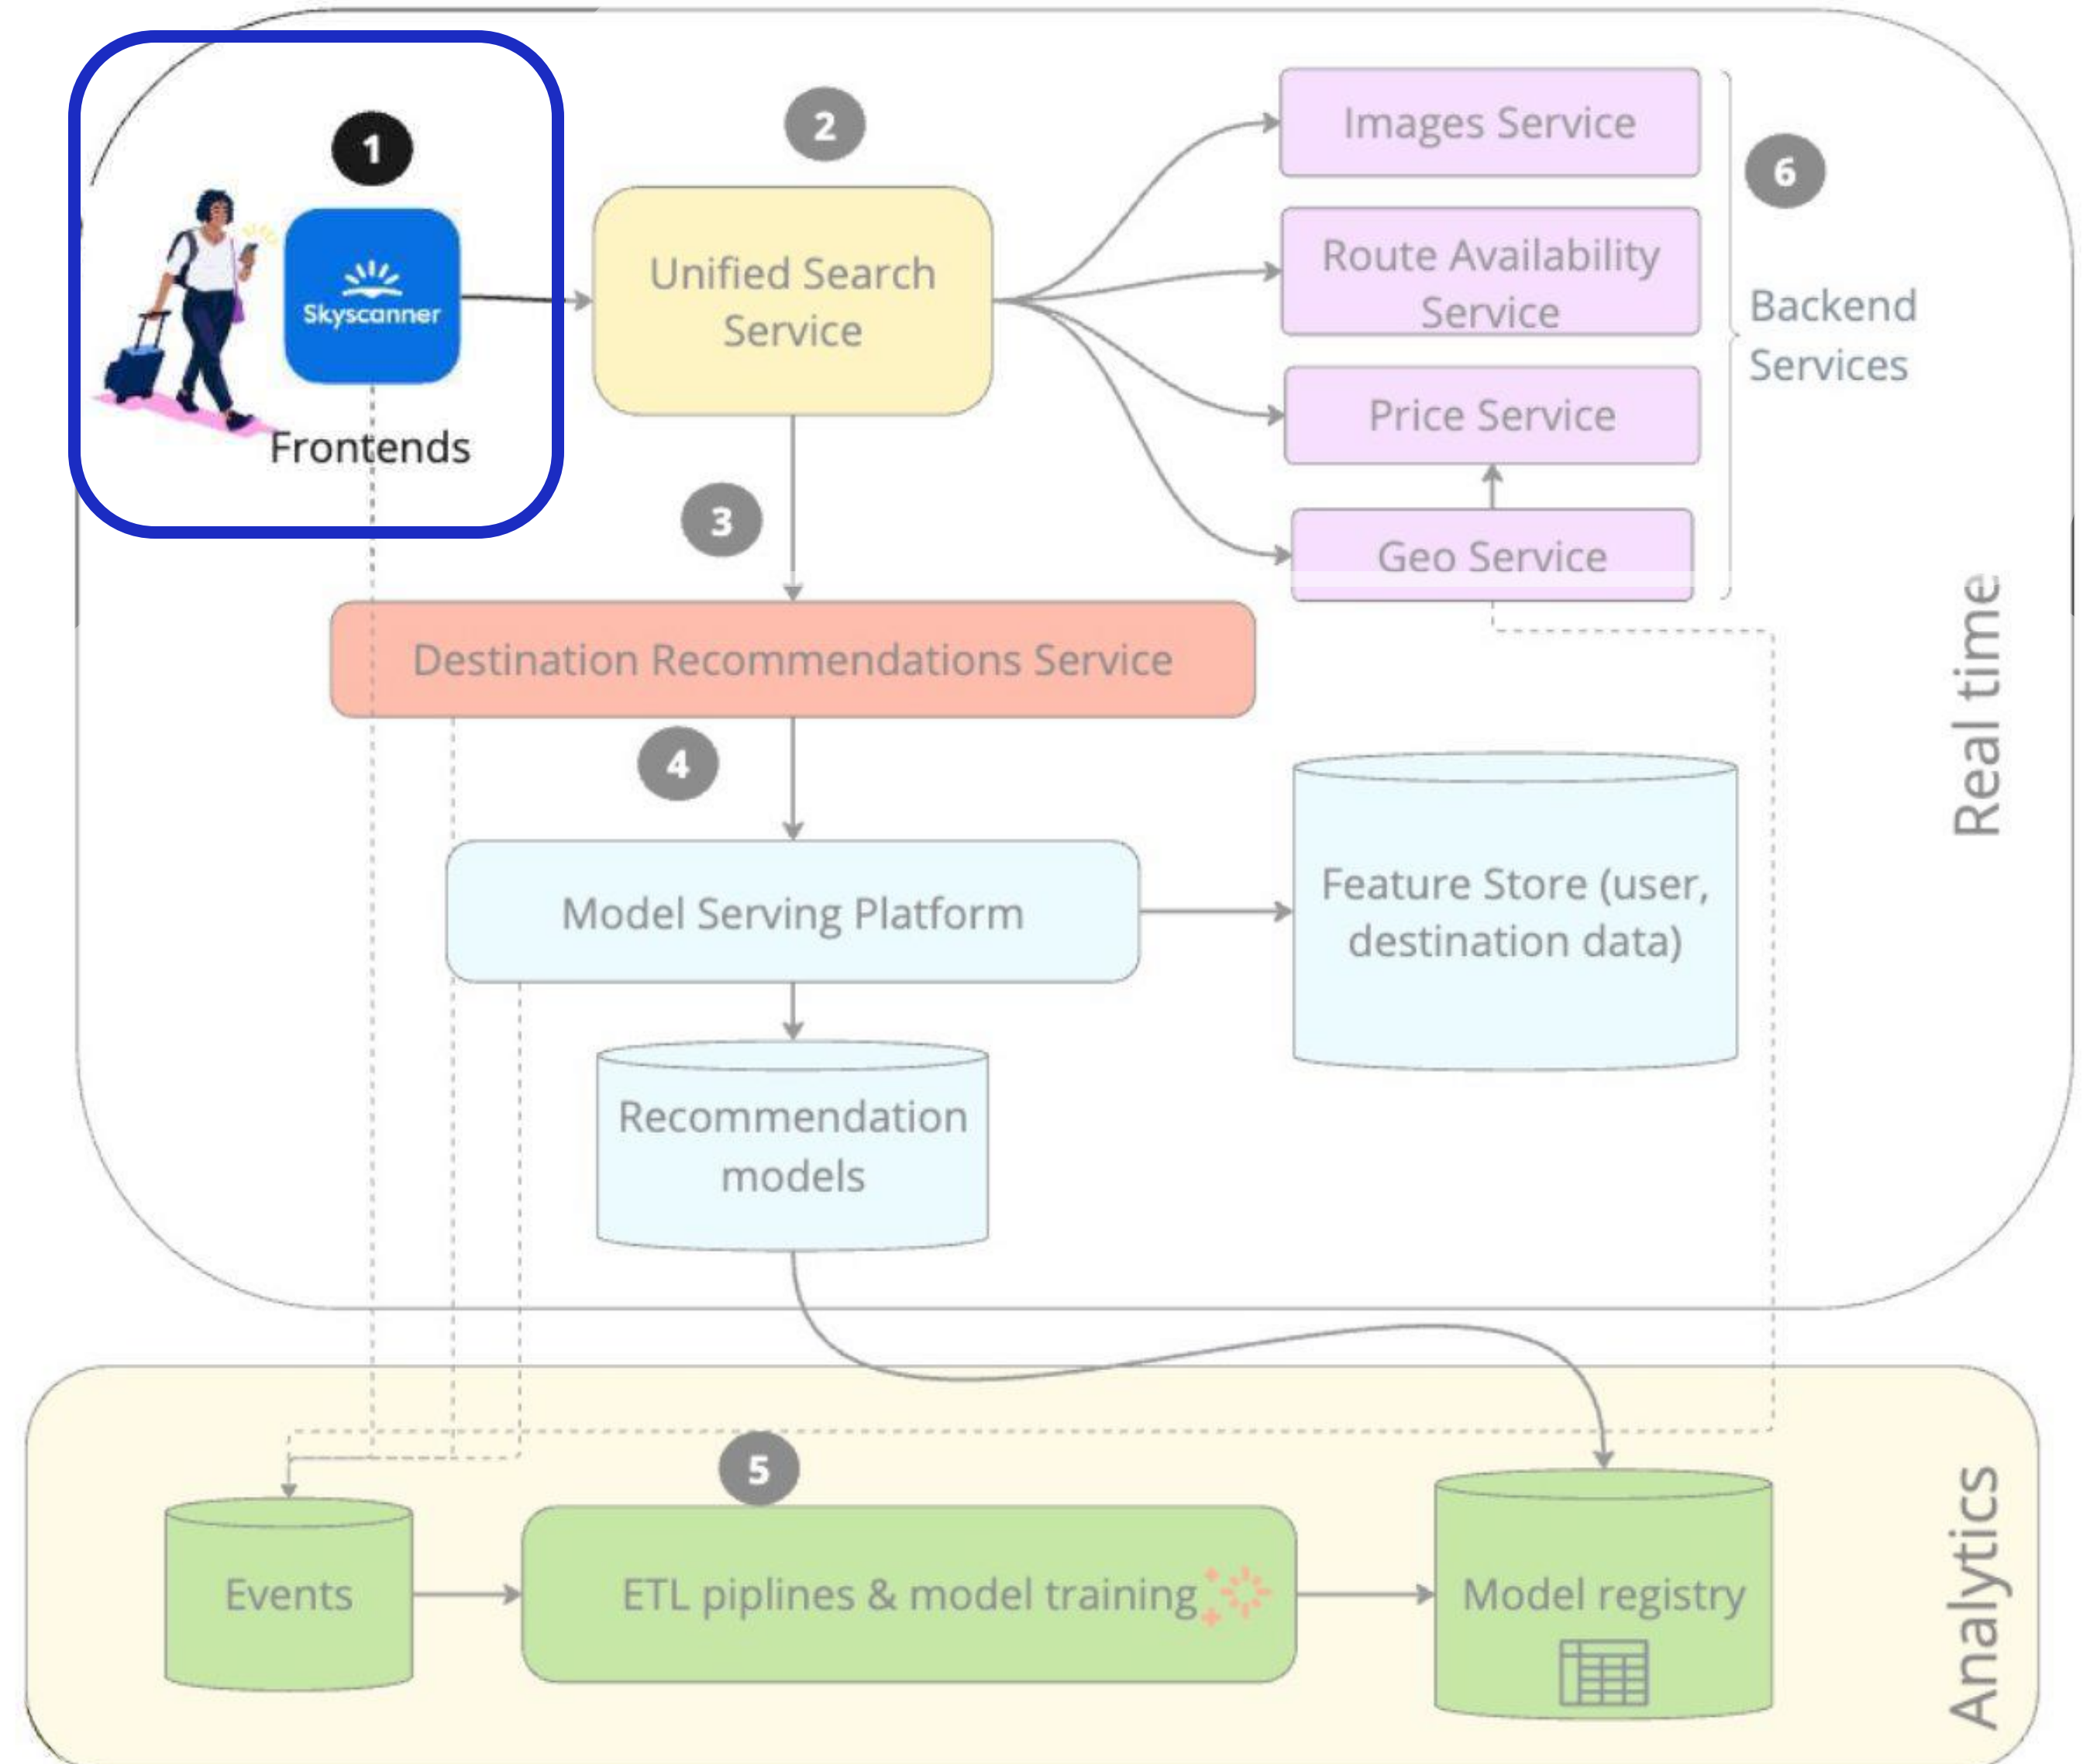 1
Skyscanner
Frontends
2
Unified Search
Service
Images Service
Route Availability
Service
Price Service
Geo Service
6
Backend
Services
3
Destination Recommendations Service
4
Model Serving Platform
Feature Store (user,
destination data)
Recommendation
models
Real time
5
Events
ETL piplines & model training
Model registry
Analytics